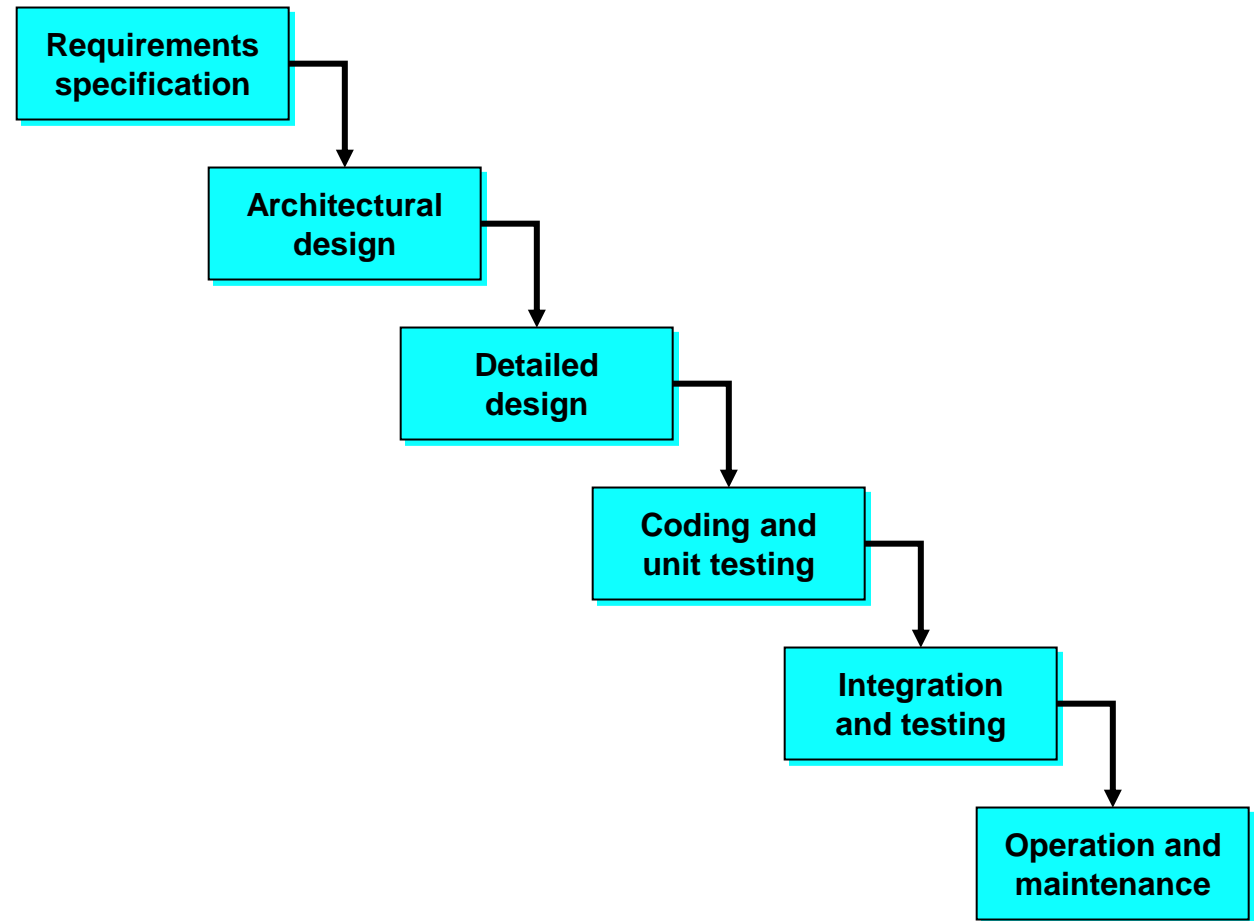 Requirements
specification
Architectural
design
Detailed
design
Coding and
unit testing
Integration
and testing
Operation and
maintenance